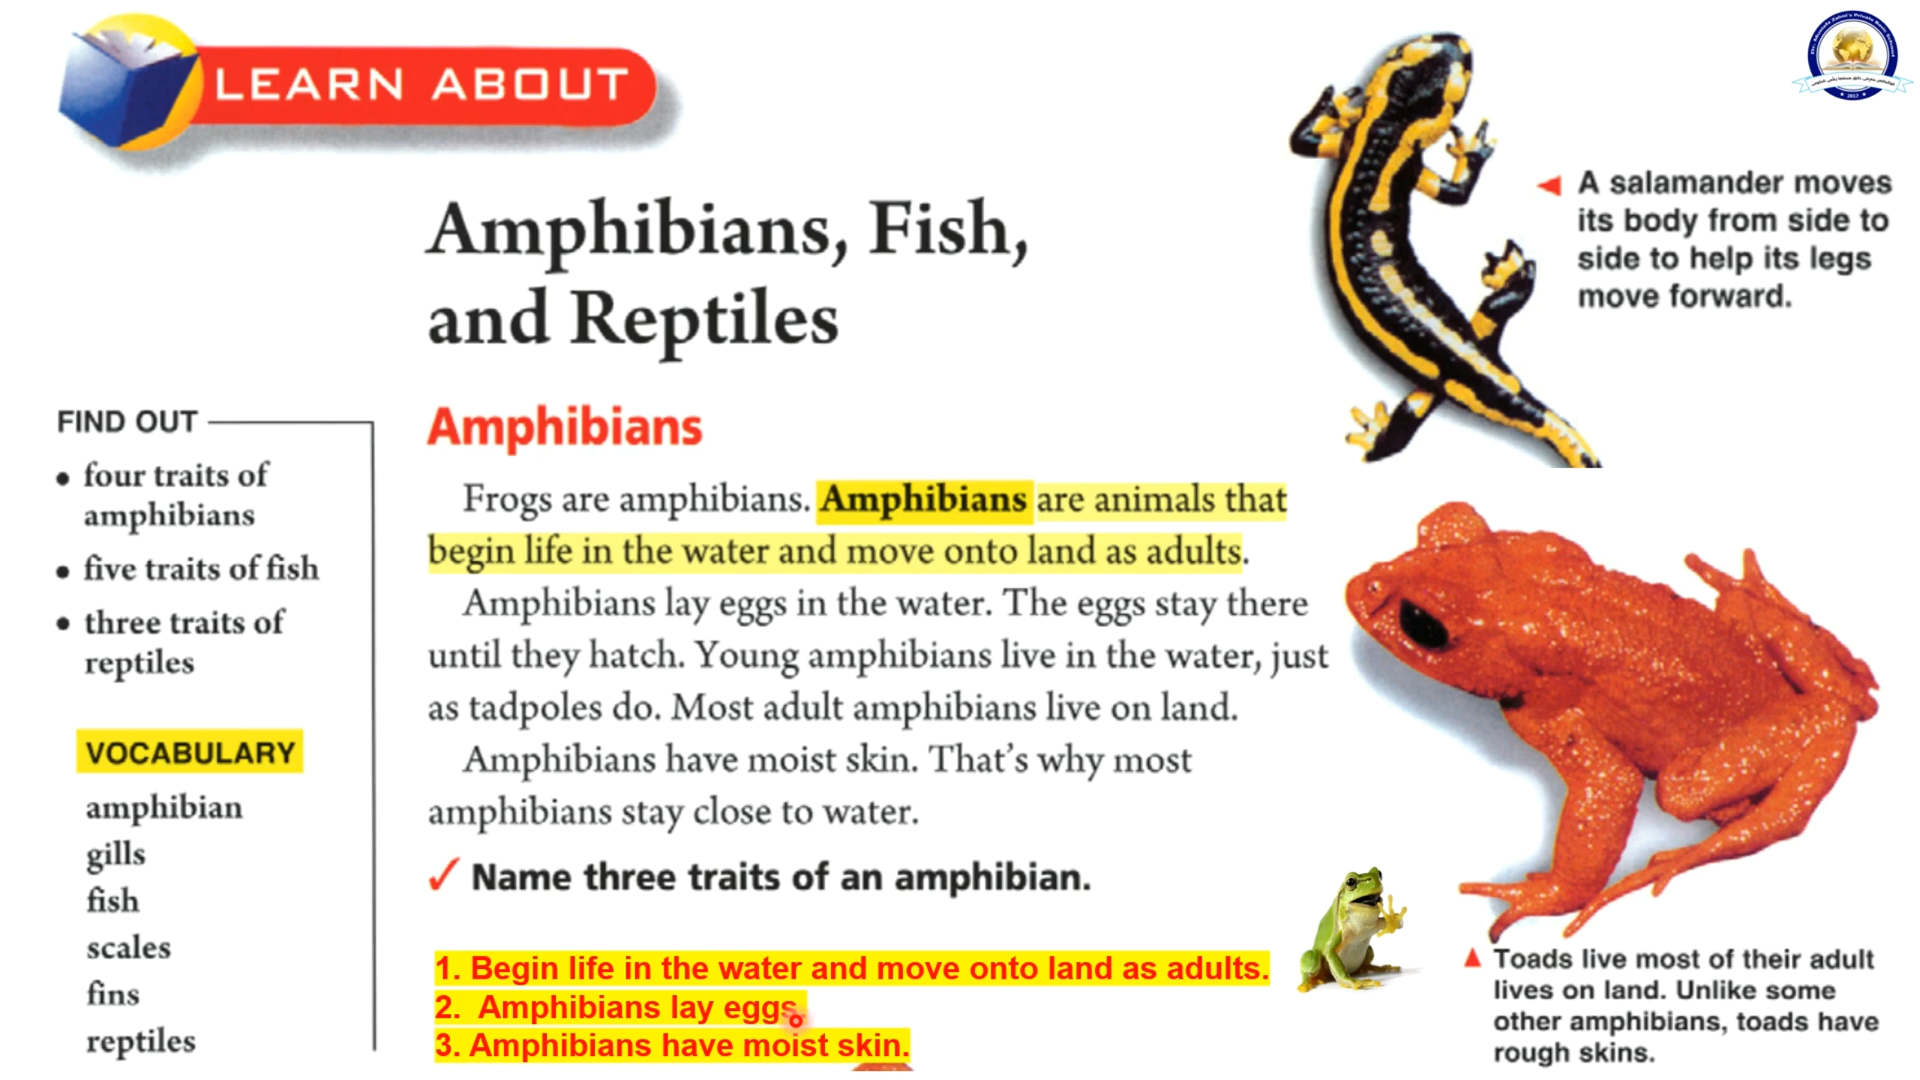 LEARN ABOUT
Amphibians, Fish,
and Reptiles
FIND OUT
• four traits of
amphibians
• five traits of fish
• three traits of
reptiles
VOCABULARY
amphibian
gills
fish
scales
fins
reptiles
Amphibians
Frogs are amphibians. Amphibians are animals that
begin life in the water and move onto land as adults.
Amphibians lay eggs in the water. The eggs stay there
until they hatch. Young amphibians live in the water, just
as tadpoles do. Most adult amphibians live on land.
Amphibians have moist skin. That’s why most
amphibians stay close to water.
✓ Name three traits of an amphibian.
1. Begin life in the water and move onto land as adults.
2. Amphibians lay eggs.
3. Amphibians have moist skin.
◀ A salamander moves
its body from side to
side to help its legs
move forward.
▲ Toads live most of their adult
lives on land. Unlike some
other amphibians, toads have
rough skins.
2017